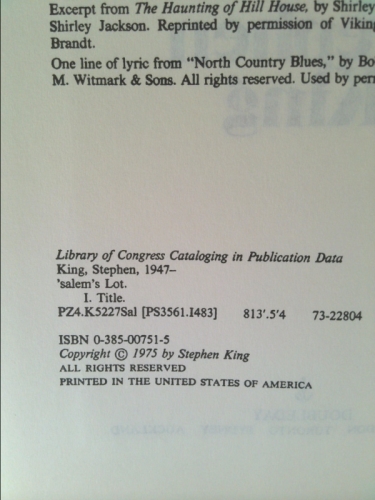 Excerpt from The Haunting of Hill House, by Shirley
Shirley Jackson. Reprinted by permission of Viking
Brandt.
One line of lyric from “North Country Blues,” by Bo
M. Witmark & Sons. All rights reserved. Used by per
Library of Congress Cataloging in Publication Data
King, Stephen, 1947–
'salem's Lot.
I. Title.
PZ4.K5227Sal [PS3561.I483] 813'.5'4 73-22804
ISBN 0-385-00751-5
Copyright © 1975 by Stephen King
ALL RIGHTS RESERVED
PRINTED IN THE UNITED STATES OF AMERICA